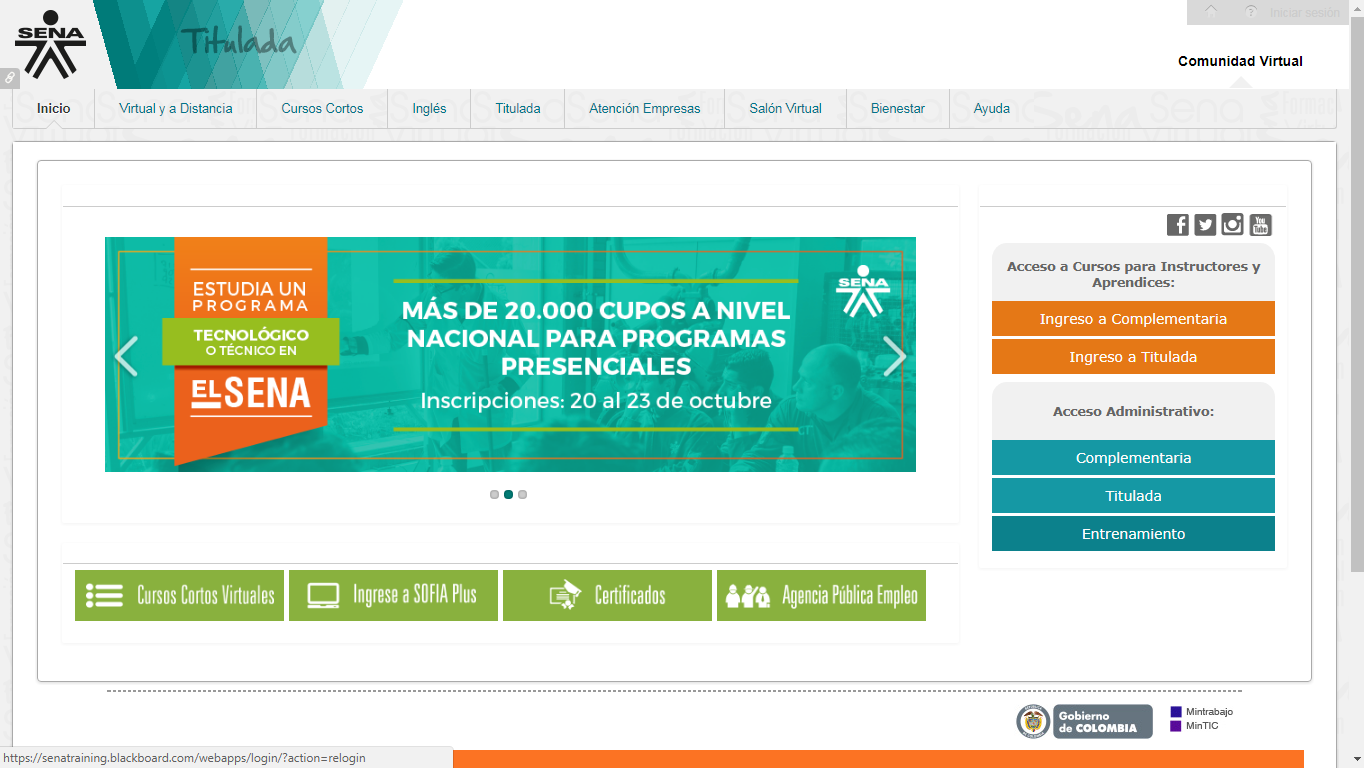 SENA
Titulada
Iniciar sesión
Comunidad Virtual
Inicio
Virtual y a Distancia
Cursos Cortos
Inglés
Titulada
Atención Empresas
Salón Virtual
Bienestar
Ayuda
ESTUDIA UN
PROGRAMA
TECNOLÓGICO
O TÉCNICO EN
EL SENA
MÁS DE 20.000 CUPOS A NIVEL
NACIONAL PARA PROGRAMAS
PRESENCIALES
Inscripciones: 20 al 23 de octubre
SENA
You
Tube
Acceso a Cursos para Instructores y
Aprendices:
Ingreso a Complementaria
Ingreso a Titulada
Acceso Administrativo:
Complementaria
Titulada
Entrenamiento
Cursos Cortos Virtuales
Ingrese a SOFIA Plus
Certificados
Agencia Pública Empleo
Gobierno
de COLOMBIA
Mintrabajo
MinTIC
https://senatraining.blackboard.com/webapps/login/?action=relogin